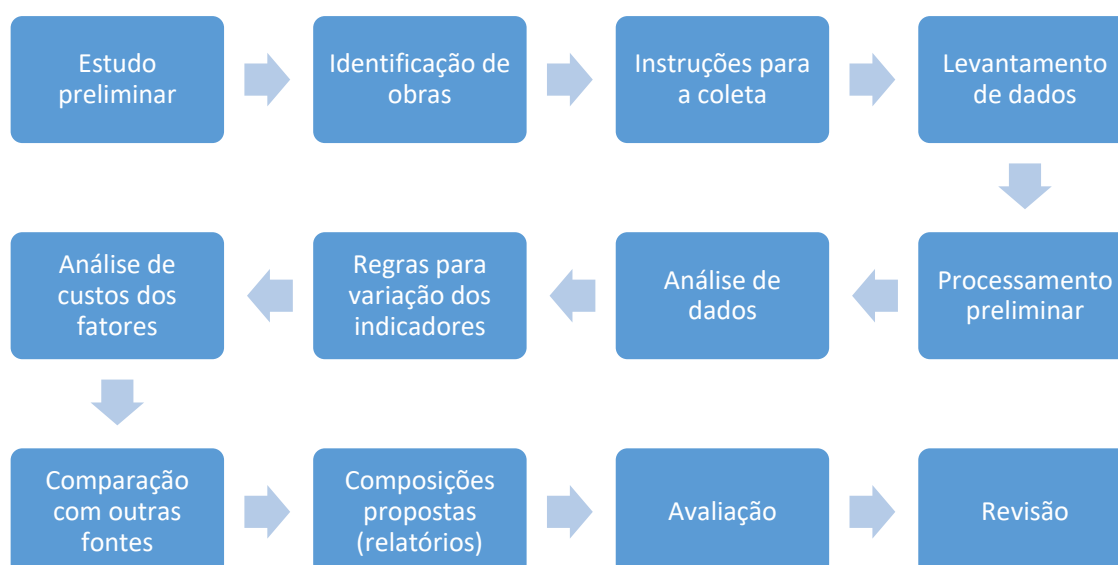 Estudo
preliminar
Identificação de
obras
Instruções para
a coleta
Levantamento
de dados
Processamento
preliminar
Análise de
dados
Regras para
variação dos
indicadores
Análise de
custos dos
fatores
Comparação
com outras
fontes
Composições
propostas
(relatórios)
Avaliação
Revisão